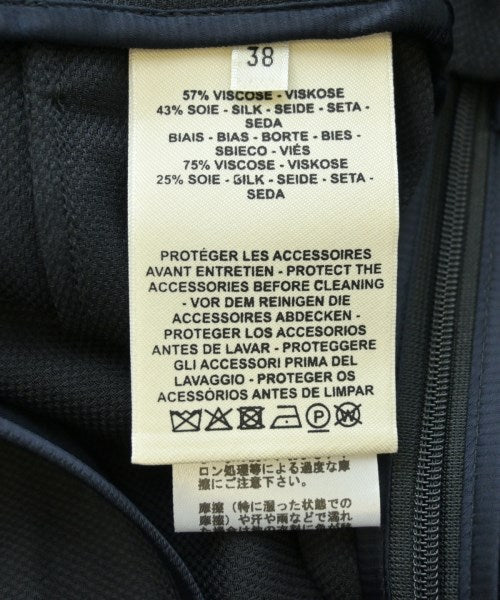 38
57% VISCOSE - VISKOSE
43% SOIE - SILK - SEIDE - SETA -
SEDA
BIAIS - BIAS - BORTE - BIES -
SBIECO - VIÉS
75% VISCOSE - VISKOSE
25% SOIE - SILK - SEIDE - SETA -
SEDA
PROTÉGER LES ACCESSOIRES
AVANT ENTRETIEN - PROTECT THE
ACCESSORIES BEFORE CLEANING
- VOR DEM REINIGEN DIE
ACCESSOIRES ABDECKEN -
PROTEGER LOS ACCESORIOS
ANTES DE LAVAR - PROTEGGERE
GLI ACCESSORI PRIMA DEL
LAVAGGIO - PROTEGER OS
ACESSÓRIOS ANTES DE LIMPAR
P W
ロン処理等による過度な摩
擦にご注意下さい。
摩擦（特に湿った状態での
摩擦）や汗や雨などで濡れ